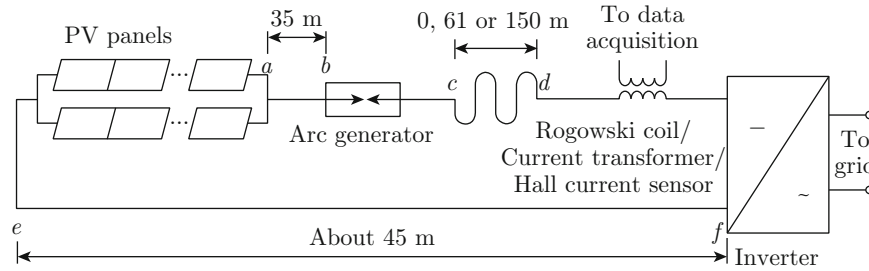 35 m
0, 61 or 150 m
To data
acquisition
PV panels
...
...
a
b
c
d
Arc generator
Rogowski coil/
Current transformer/
Hall current sensor
−
~
To
grid
e
f
About 45 m
Inverter